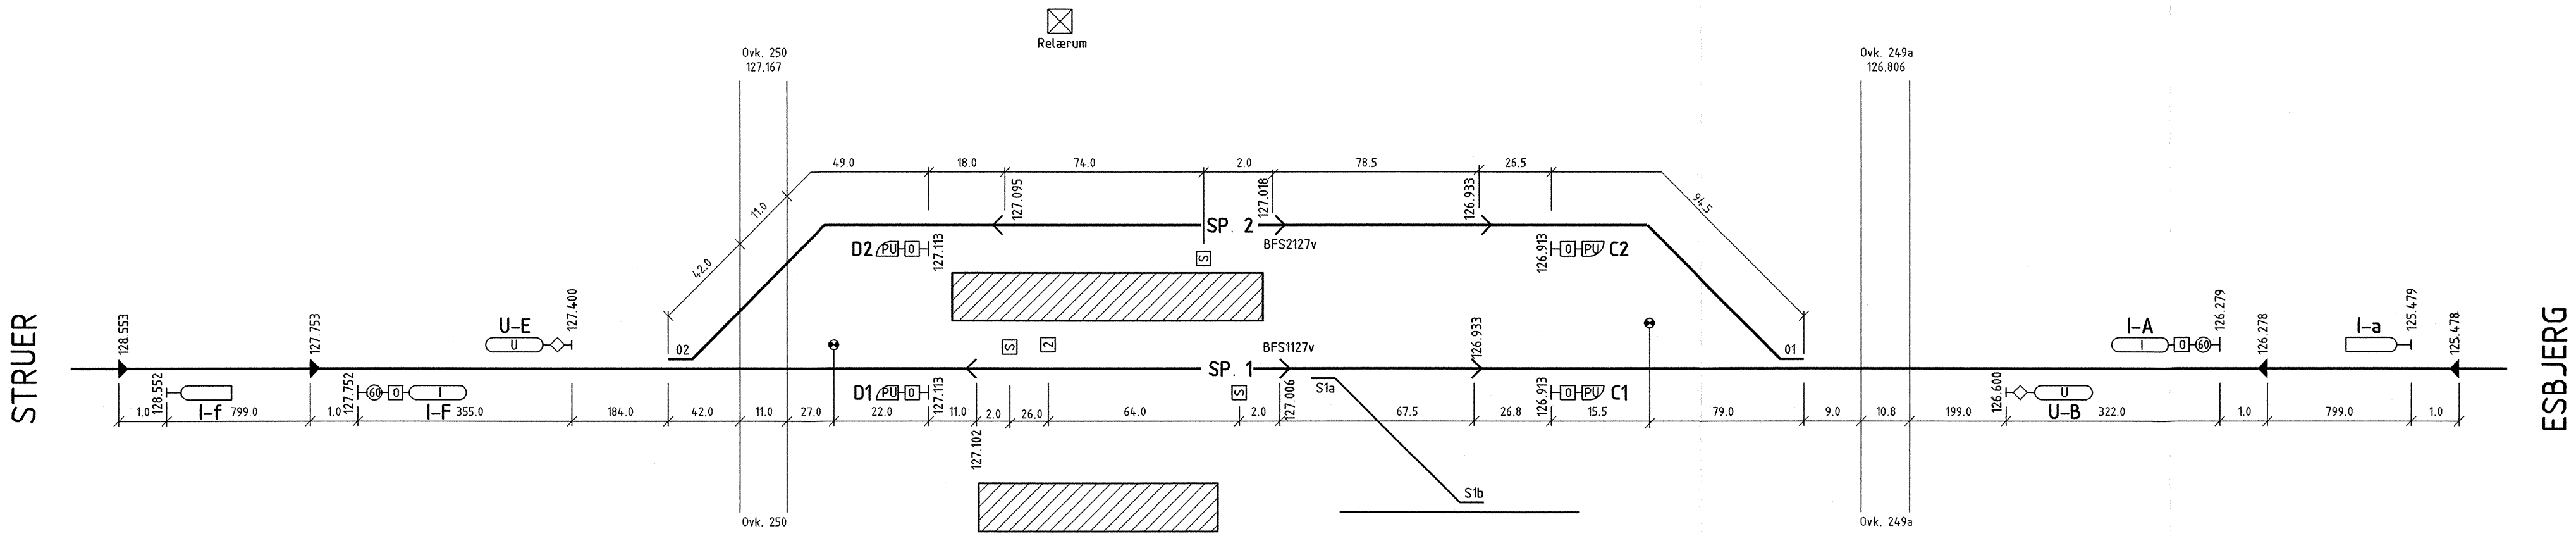 Relærum
Ovk. 250
127.167
Ovk. 249a
126.806
49.0
18.0
74.0
2.0
78.5
26.5
11.0
42.0
94.5
127.095
127.018
126.933
SP. 2
BFS2127v
D2
PU
0
127.113
S
126.913
0
PU
C2
STRUER
128.553
127.753
U-E
U
127.400
02
S
2
BFS1127v
126.933
01
I-A
I
0
60
126.279
126.278
I-a
125.479
125.478
ESBJERG
SP. 1
128.552
I-f
127.752
60
0
I
I-F
D1
PU
0
127.113
S
127.006
S1a
126.913
0
PU
C1
126.600
U
U-B
1.0
799.0
1.0
355.0
184.0
42.0
11.0
27.0
22.0
11.0
2.0
26.0
64.0
2.0
67.5
26.8
15.5
79.0
9.0
10.8
199.0
322.0
1.0
799.0
1.0
127.102
S1b
Ovk. 250
Ovk. 249a